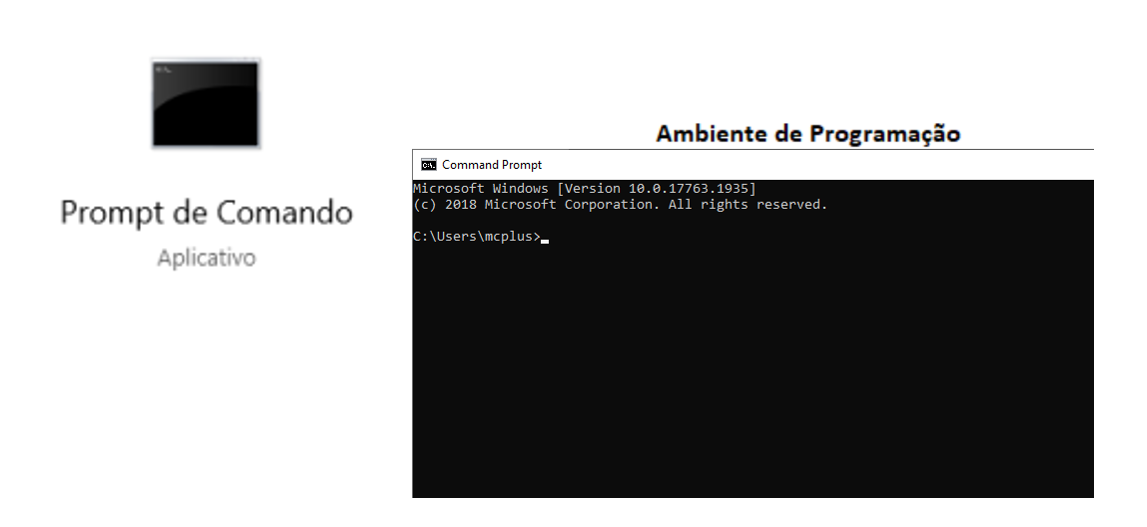 Prompt de Comando
Aplicativo
Ambiente de Programação
Command Prompt
Microsoft Windows [Version 10.0.17763.1935]
(c) 2018 Microsoft Corporation. All rights reserved.
C:\Users\mcplus>_